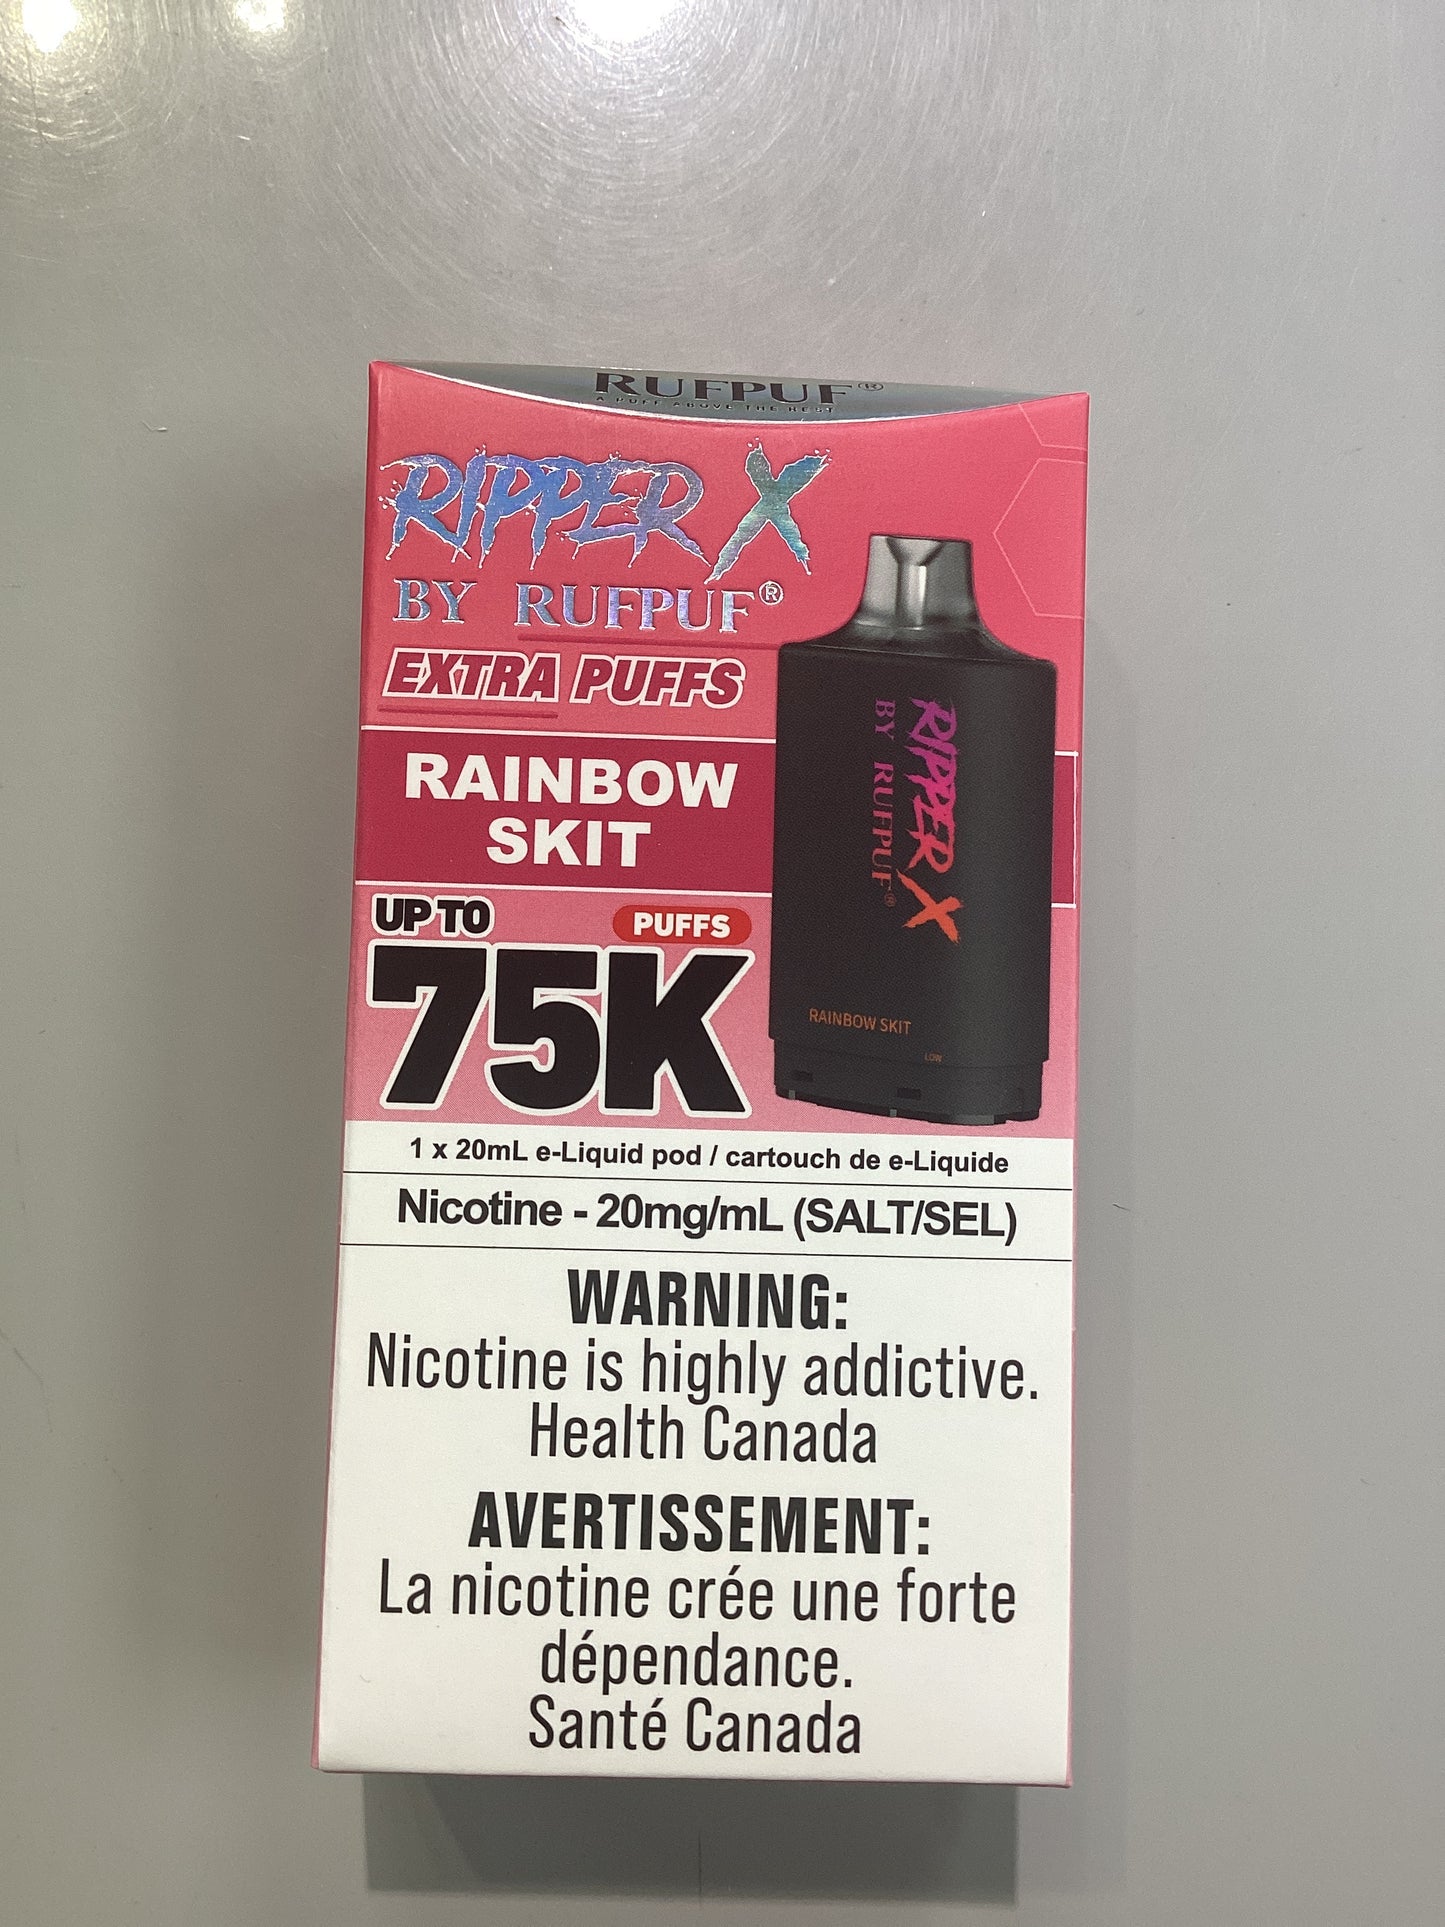 RUFPUF®
A PUFF ABOVE THE REST
RIPPER X
BY RUFPUF®
EXTRA PUFFS
RAINBOW
SKIT
UP TO
PUFFS
75K
RIPPER X
BY RUFPUF®
RAINBOW SKIT
LOW
1 x 20mL e-Liquid pod / cartouch de e-Liquide
Nicotine - 20mg/mL (SALT/SEL)
WARNING:
Nicotine is highly addictive.
Health Canada
AVERTISSEMENT:
La nicotine crée une forte
dépendance.
Santé Canada